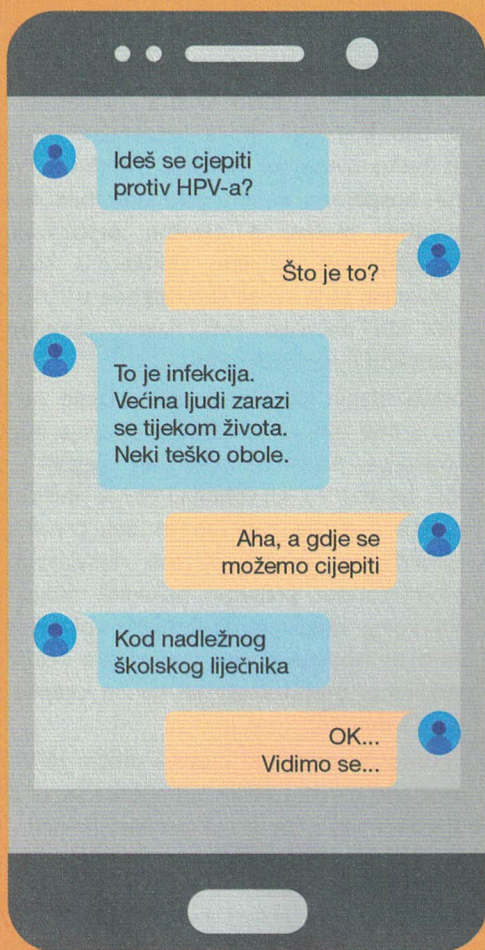 Ideš se cjepiti
protiv HPV-a?
Što je to?
To je infekcija.
Većina ljudi zarazi
se tijekom života.
Neki teško obole.
Aha, a gdje se
možemo cijepiti
Kod nadležnog
školskog liječnika
OK...
Vidimo se...